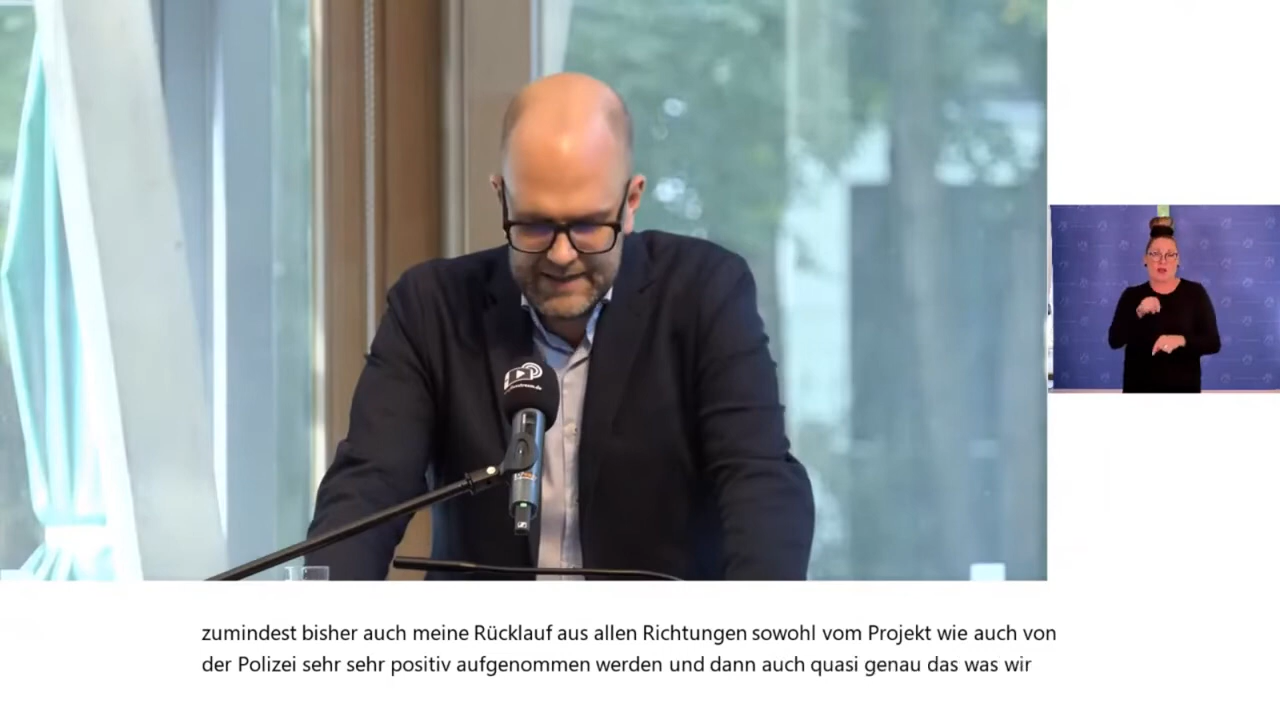 zumindest bisher auch meine Rücklauf aus allen Richtungen sowohl vom Projekt wie auch von
der Polizei sehr sehr positiv aufgenommen werden und dann auch quasi genau das was wir